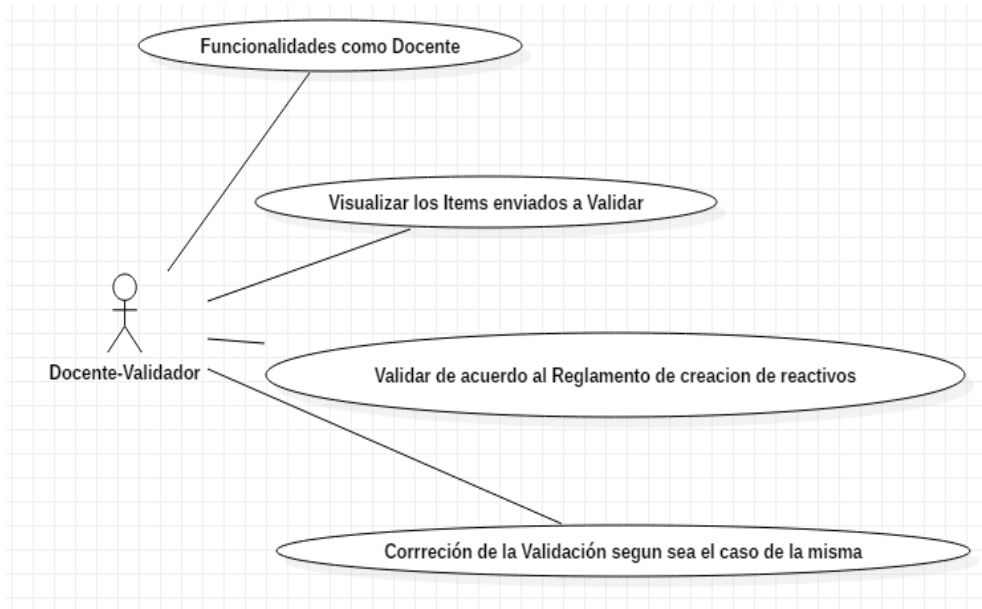 Funcionalidades como Docente
Visualizar los Items enviados a Validar
Docente-Validador
Validar de acuerdo al Reglamento de creacion de reactivos
Corrreción de la Validación segun sea el caso de la misma